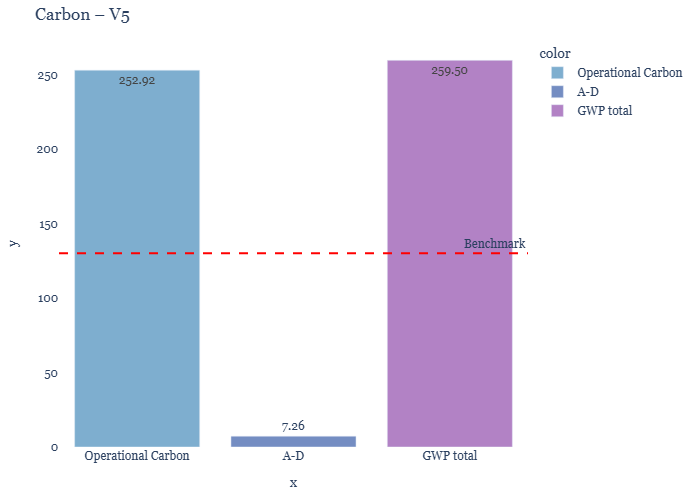 Carbon – V5
color
Operational Carbon
A-D
GWP total
y
250
200
150
100
50
0
252.92
7.26
259.50
Benchmark
Operational Carbon
A-D
GWP total
x